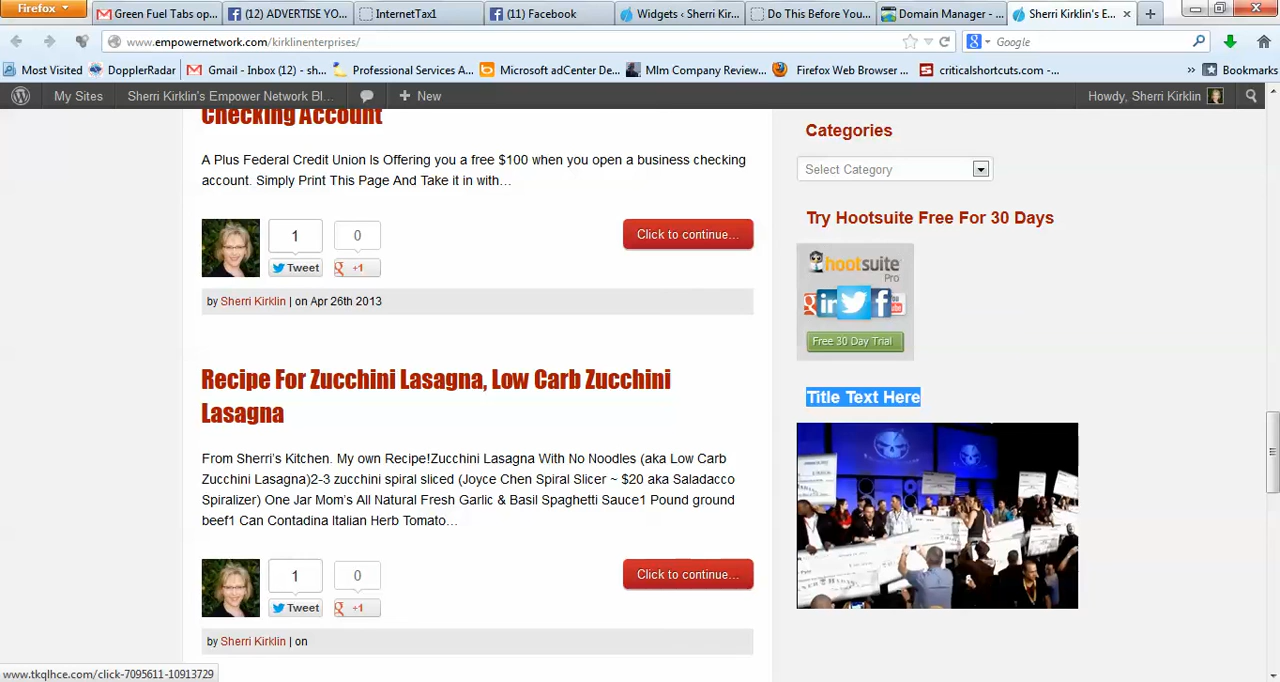 Firefox
Green Fuel Tabs op...
(12) ADVERTISE YO...
InternetTax1
(11) Facebook
Widgets ‹ Sherri Kir...
Do This Before You...
Domain Manager - ...
Sherri Kirklin's E...
www.empowernetwork.com/kirklinenterprises/
Google
Most Visited
DopplerRadar
Gmail - Inbox (12) - sh...
Professional Services A...
Microsoft adCenter De...
Mlm Company Review...
Firefox Web Browser ...
criticalshortcuts.com -...
Bookmarks
My Sites
Sherri Kirklin's Empower Network Bl...
New
Howdy, Sherri Kirklin
Checking Account
A Plus Federal Credit Union Is Offering you a free $100 when you open a business checking
account. Simply Print This Page And Take it in with…
1
0
Tweet
+1
Click to continue...
by Sherri Kirklin | on Apr 26th 2013
Recipe For Zucchini Lasagna, Low Carb Zucchini
Lasagna
From Sherri's Kitchen. My own Recipe!Zucchini Lasagna With No Noodles (aka Low Carb
Zucchini Lasagna)2-3 zucchini spiral sliced (Joyce Chen Spiral Slicer ~ $20 aka Saladacco
Spiralizer) One Jar Mom's All Natural Fresh Garlic & Basil Spaghetti Sauce1 Pound ground
beef1 Can Contadina Italian Herb Tomato…
1
0
Tweet
+1
Click to continue...
by Sherri Kirklin | on
Categories
Select Category
Try Hootsuite Free For 30 Days
hootsuite
Pro
Free 30 Day Trial
Title Text Here
www.tkqlhce.com/click-7095611-10913729